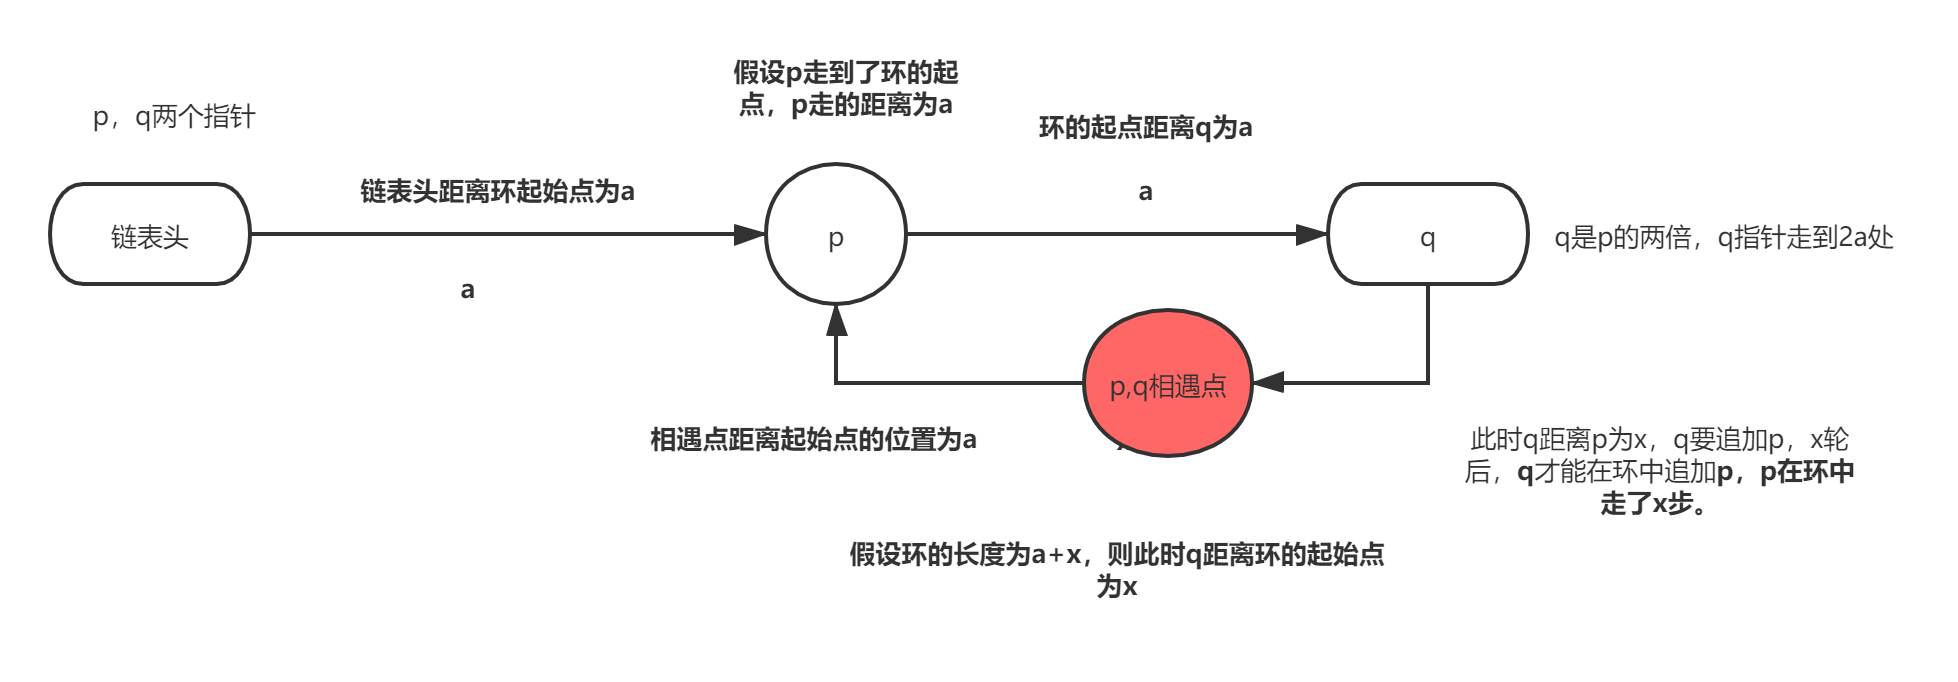 假设p走到了环的起
点，p走的距离为a
p，q两个指针
环的起点距离q为a
链表头距离环起始点为a
a
链表头
p
q
q是p的两倍，q指针走到2a处
a
p,q相遇点
相遇点距离起始点的位置为a
此时q距离p为x，q要追加p，x轮
后，q才能在环中追加p，p在环中
走了x步。
假设环的长度为a+x，则此时q距离环的起始点
为x